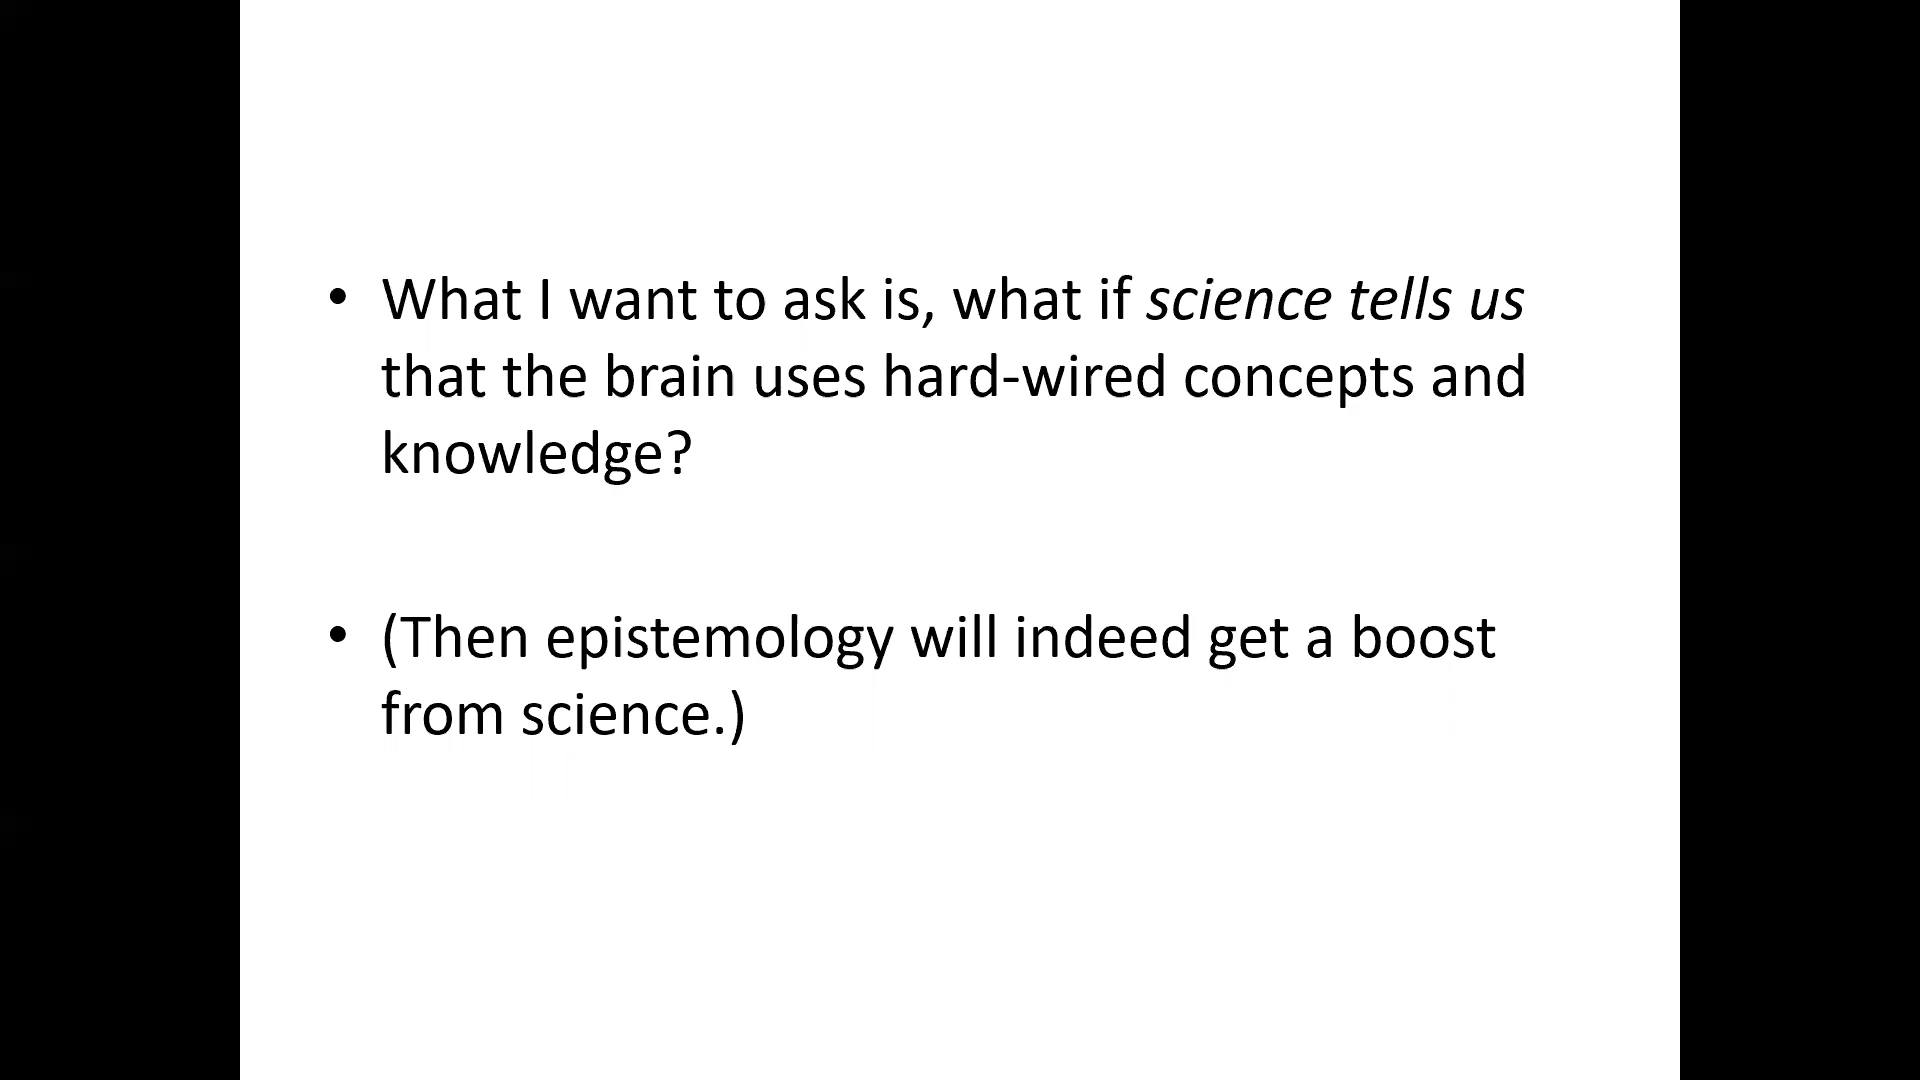 • What I want to ask is, what if science tells us
that the brain uses hard-wired concepts and
knowledge?
• (Then epistemology will indeed get a boost
from science.)